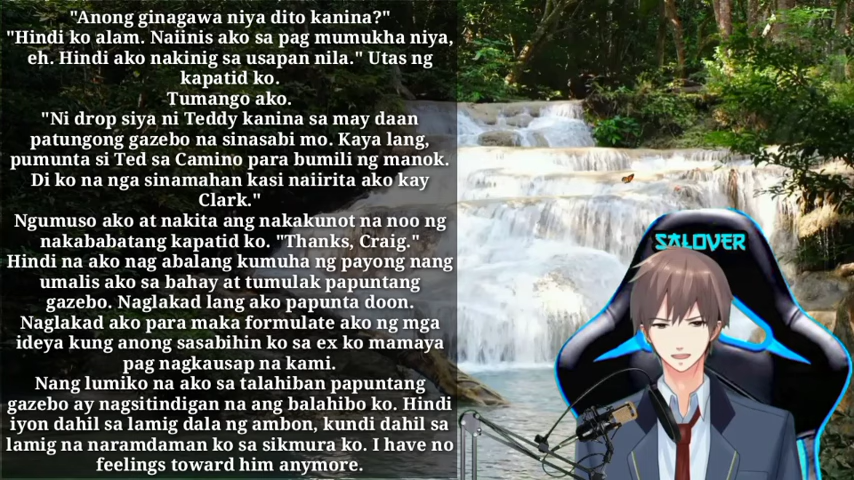 "Anong ginagawa niya dito kanina?"
"Hindi ko alam. Naiinis ako sa pag mumukha niya,
eh. Hindi ako nakinig sa usapan nila." Utas ng
kapatid ko.
Tumango ako.
"Ni drop siya ni Teddy kanina sa may daan
patungong gazebo na sinasabi mo. Kaya lang,
pumunta si Ted sa Camino para bumili ng manok.
Di ko na nga sinamahan kasi naiirita ako kay
Clark."
Ngumuso ako at nakita ang nakakunot na noo ng
nakababatang kapatid ko. "Thanks, Craig."
Hindi na ako nag abalang kumuha ng payong nang
umalis ako sa bahay at tumulak papuntang
gazebo. Naglakad lang ako papunta doon.
Naglakad ako para maka formulate ako ng mga
ideya kung anong sasabihin ko sa ex ko mamaya
pag nagkausap na kami.
Nang lumiko na ako sa talahiban papuntang
gazebo ay nagsitindigan na ang balahibo ko. Hindi
iyon dahil sa lamig dala ng ambon, kundi dahil sa
lamig na naramdaman ko sa sikmura ko. I have no
feelings toward him anymore.
SALOVER